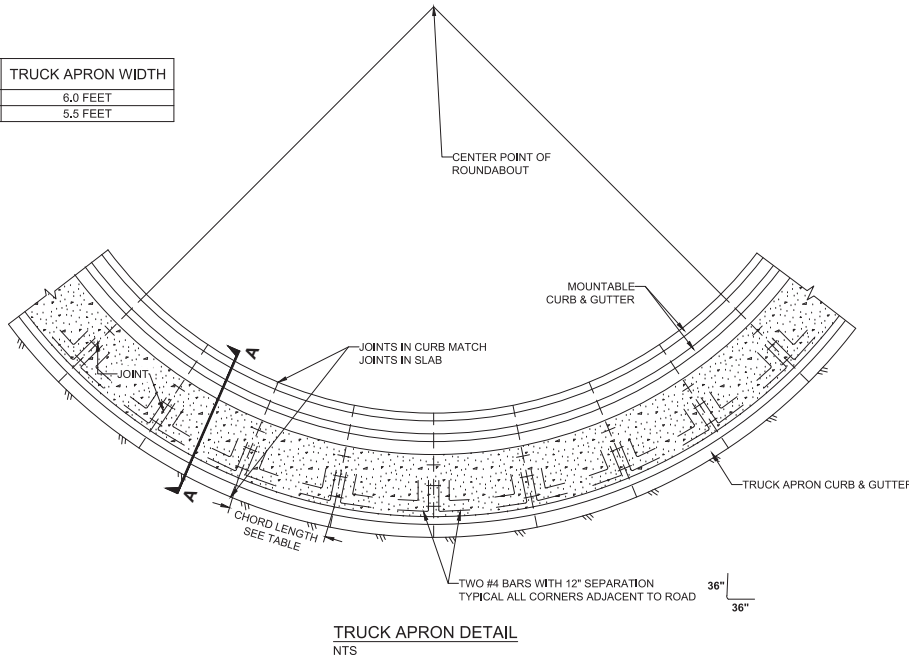 TRUCK APRON WIDTH
6.0 FEET
5.5 FEET
CENTER POINT OF
ROUNDABOUT
MOUNTABLE
CURB & GUTTER
JOINTS IN CURB MATCH
JOINTS IN SLAB
A
JOINT
A
TRUCK APRON CURB & GUTTER
CHORD LENGTH
SEE TABLE
TWO #4 BARS WITH 12" SEPARATION
TYPICAL ALL CORNERS ADJACENT TO ROAD
36"
36"
TRUCK APRON DETAIL
NTS